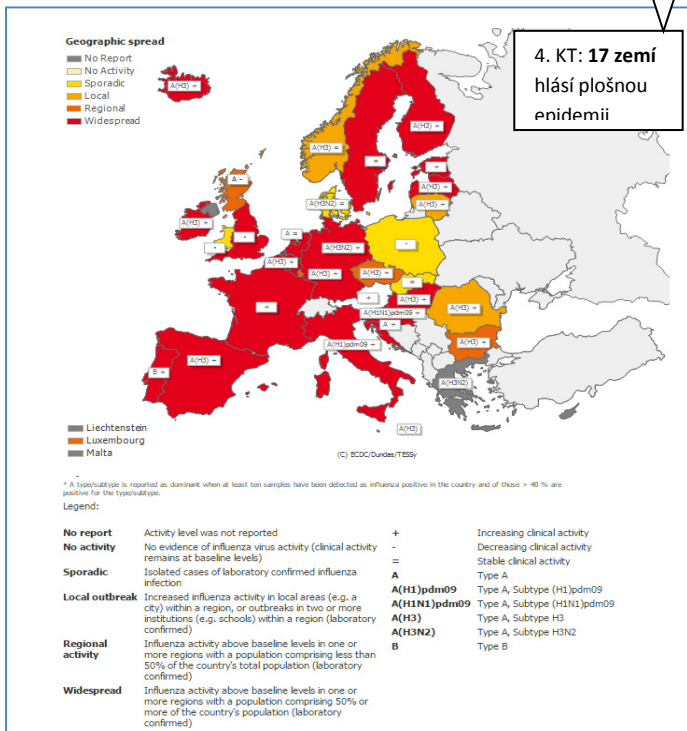 4. KT: 17 zemí
hlásí plošnou
epidemii
Geographic spread
No Report
No Activity
Sporadic
Local
Regional
Widespread
A(H3) +
A(H3) +
A(H3) =
=
+
A(H3) +
A(H3) +
A -
A(H3N2) =
A(H3) +
-
-
A =
A(H3N2) +
-
A(H3) +
A(H3) +
A(H3) +
=
+
A(H3) +
A(H3) +
+
A(H1N1)pdm09 =
A +
A(H3) +
A(H1)pdm09 +
A(H3) +
B +
A(H3N2)
A(H3)
Liechtenstein
Luxembourg
Malta
-
(C) ECDC/Dundas/TESSy
* A type/subtype is reported as dominant when at least ten samples have been detected as influenza positive in the country and of those > 40 % are
positive for the type/subtype.
Legend:
No report Activity level was not reported
No activity No evidence of influenza virus activity (clinical activity
remains at baseline levels)
Sporadic Isolated cases of laboratory confirmed influenza
infection
Local outbreak Increased influenza activity in local areas (e.g. a
city) within a region, or outbreaks in two or more
institutions (e.g. schools) within a region (laboratory
confirmed)
Regional Influenza activity above baseline levels in one or
activity more regions with a population comprising less than
50% of the country's total population (laboratory
confirmed)
Widespread Influenza activity above baseline levels in one or
more regions with a population comprising 50% or
more of the country's population (laboratory
confirmed)
+ Increasing clinical activity
- Decreasing clinical activity
= Stable clinical activity
A Type A
A(H1)pdm09 Type A, Subtype (H1)pdm09
A(H1N1)pdm09 Type A, Subtype (H1N1)pdm09
A(H3) Type A, Subtype H3
A(H3N2) Type A, Subtype H3N2
B Type B